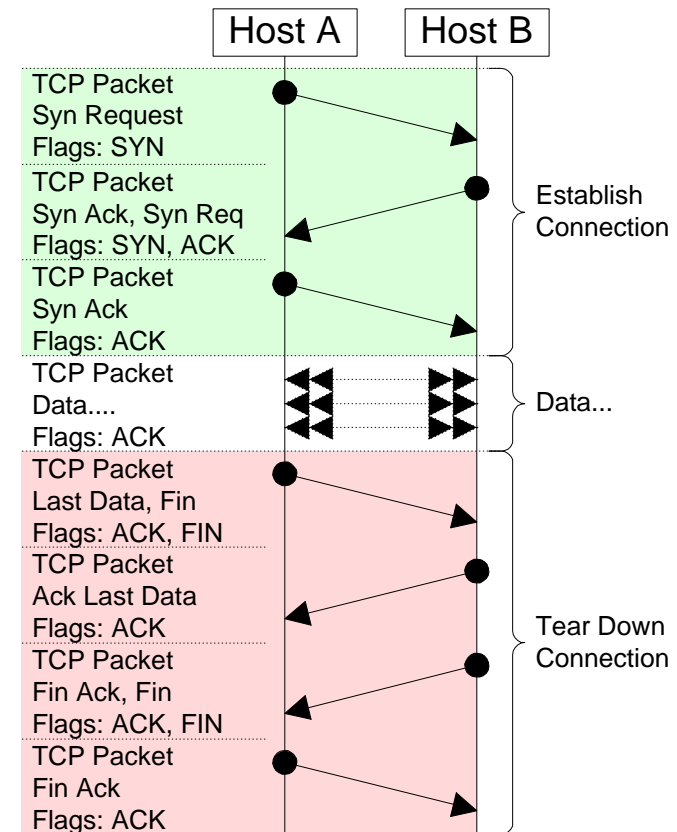 Host A
Host B
TCP Packet
Syn Request
Flags: SYN
TCP Packet
Syn Ack, Syn Req
Flags: SYN, ACK
TCP Packet
Syn Ack
Flags: ACK
Establish
Connection
TCP Packet
Data....
Flags: ACK
Data...
TCP Packet
Last Data, Fin
Flags: ACK, FIN
TCP Packet
Ack Last Data
Flags: ACK
TCP Packet
Fin Ack, Fin
Flags: ACK, FIN
TCP Packet
Fin Ack
Flags: ACK
Tear Down
Connection